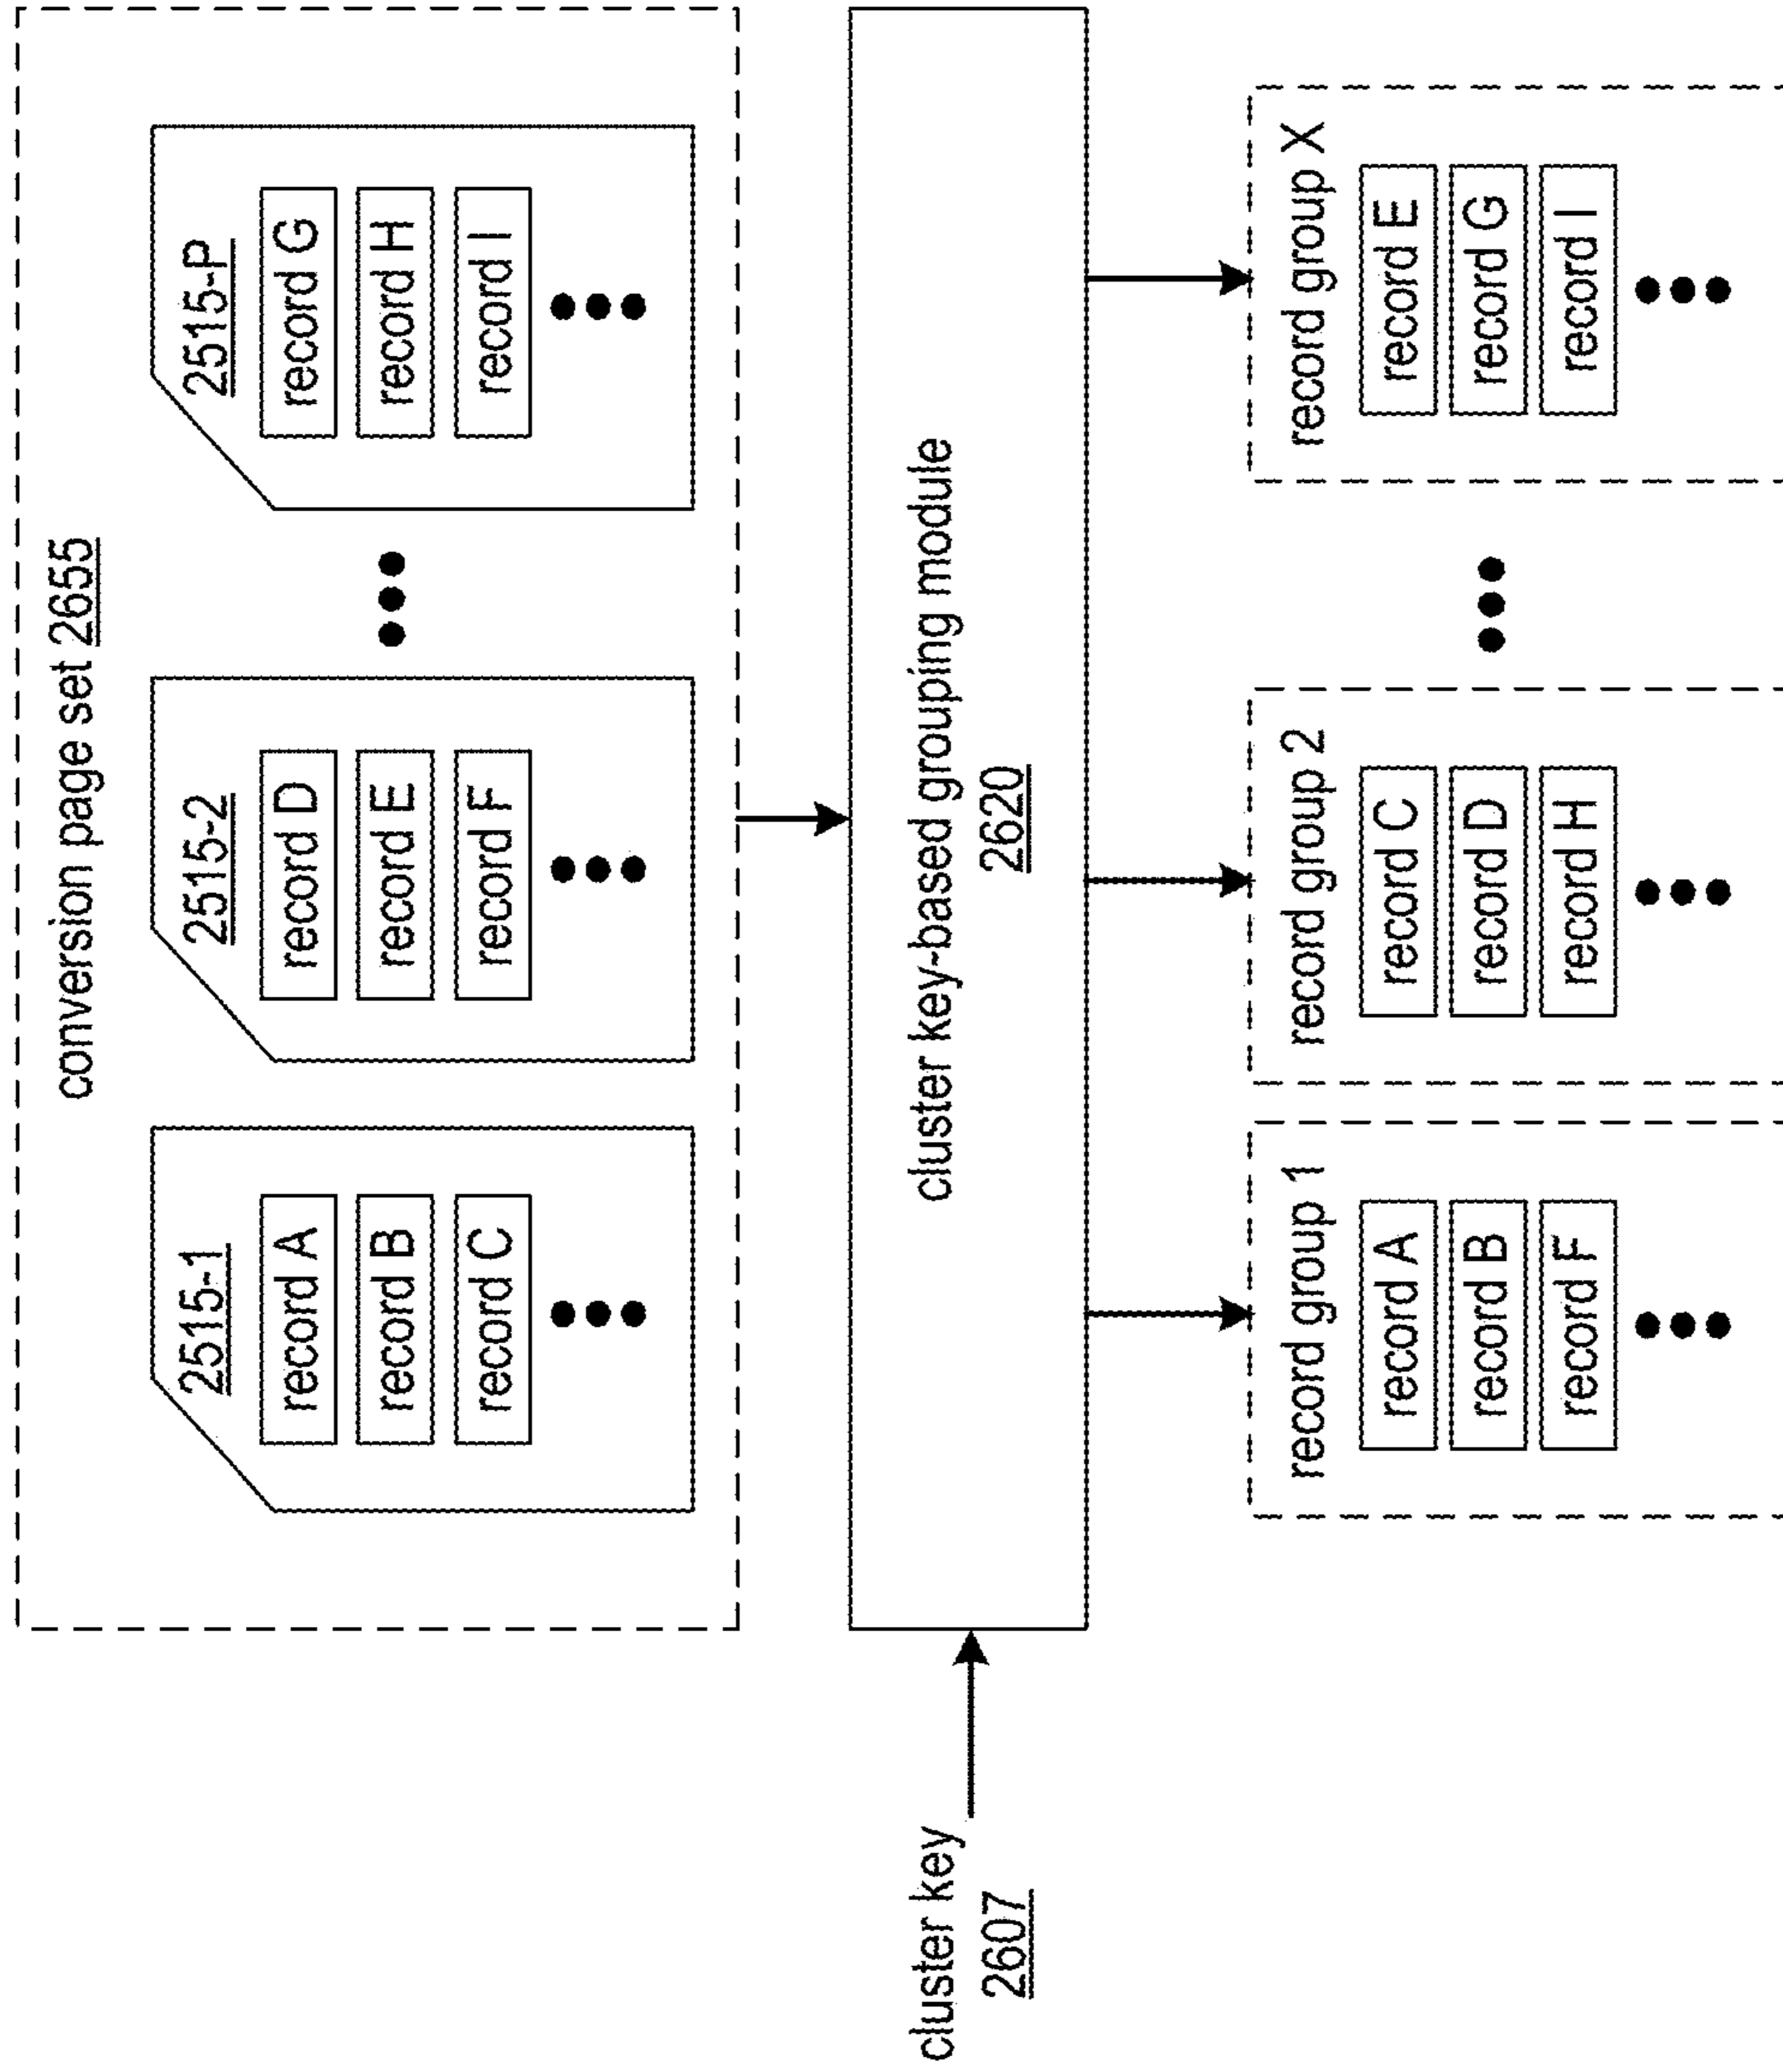 conversion page set 2655
2515-1
record A
record B
record C
2515-2
record D
record E
record F
2515-P
record G
record H
record I
cluster key
2607
cluster key-based grouping module
2620
record group 1
record A
record B
record F
record group 2
record C
record D
record H
record group X
record E
record G
record I